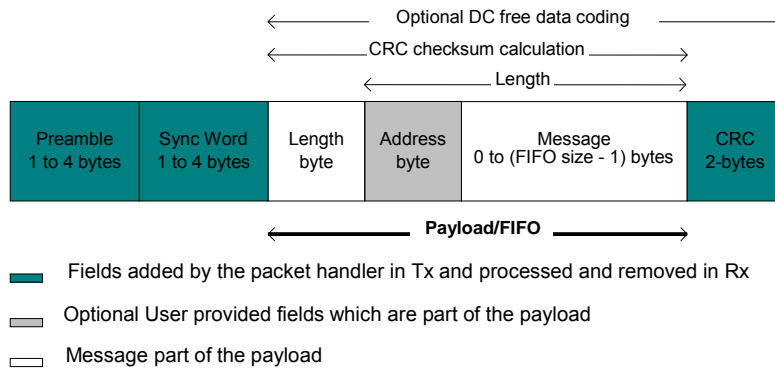 Optional DC free data coding
CRC checksum calculation
Length
Preamble
1 to 4 bytes
Sync Word
1 to 4 bytes
Length
byte
Address
byte
Message
0 to (FIFO size - 1) bytes
CRC
2-bytes
Payload/FIFO
Fields added by the packet handler in Tx and processed and removed in Rx
Optional User provided fields which are part of the payload
Message part of the payload